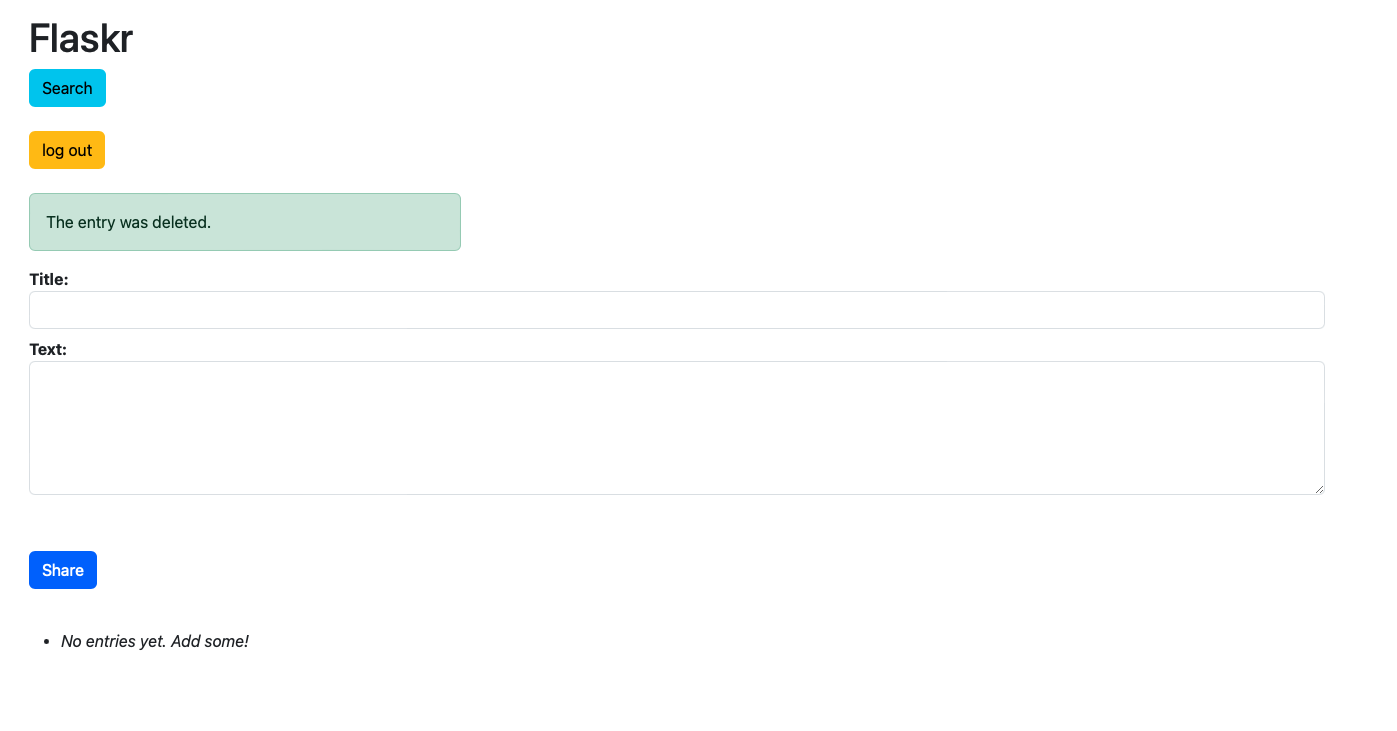 Flaskr
Search
log out
The entry was deleted.
Title:
Text:
Share
No entries yet. Add some!